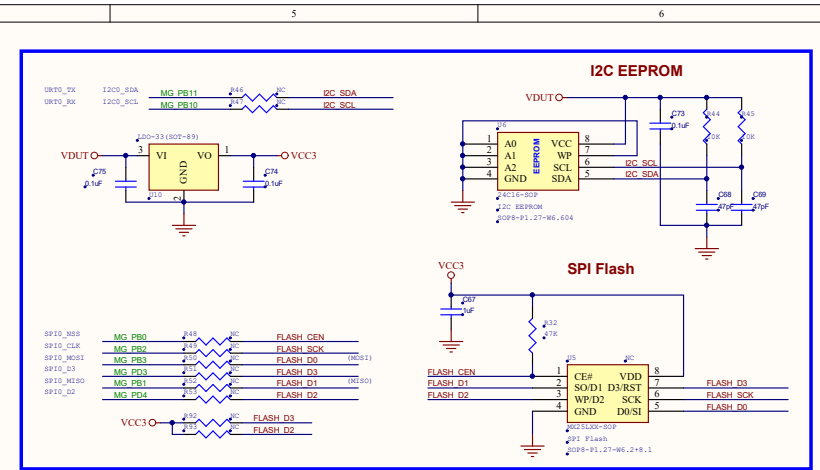 5
6
I2C EEPROM
URT0_TX I2C0_SDA MG_PB11 R46 NC I2C_SDA
URT0_RX I2C0_SCL MG_PB10 R47 NC I2C_SCL
VDUT
U6
C73
0.1uF
R44
R45
1 A0 VCC 8
2 A1 WP 7
3 A2 SCL 6 I2C_SCL
4 GND SDA 5 I2C_SDA
EEPROM
24C16-SOP
I2C EEPROM
SOP8-P1.27-W6.604
C68
47pF
C69
47pF
LDO-33(SOT-89)
VDUT 3 VI VO 1 VCC3
GND
2
U10
C75
0.1uF
C74
0.1uF
SPI Flash
VCC3
C67
1uF
R32
47K
SPI0_NSS MG_PB0 R48 NC FLASH_CEN
SPI0_CLK MG_PB2 R49 NC FLASH_SCK
SPI0_MOSI MG_PB3 R50 NC FLASH_D0 (MOSI)
SPI0_D3 MG_PD3 R51 NC FLASH_D3
SPI0_MISO MG_PB1 R52 NC FLASH_D1 (MISO)
SPI0_D2 MG_PD4 R53 NC FLASH_D2
VCC3 R92 NC FLASH_D3
R93 NC FLASH_D2
U5 NC
FLASH_CEN 1 CE# VDD 8
FLASH_D1 2 SO/D1 D3/RST 7 FLASH_D3
FLASH_D2 3 WP/D2 SCK 6 FLASH_SCK
4 GND D0/SI 5 FLASH_D0
MX25LXX-SOP
SPI Flash
SOP8-P1.27-W6.2+8.1